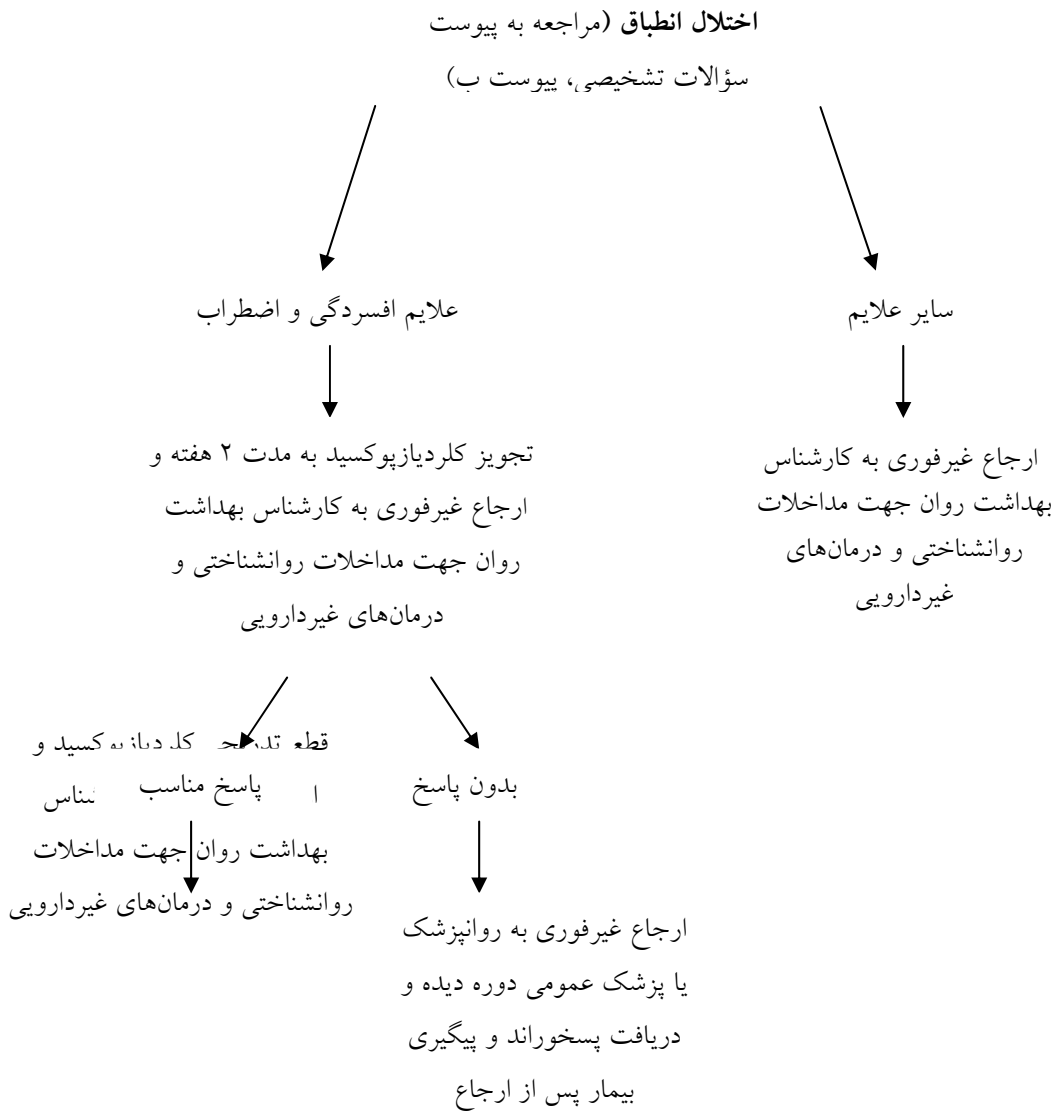 اختلال انطباق (مراجعه به پیوست
سؤالات تشخیصی، پیوست ب)
سایر علایم
علایم افسردگی و اضطراب
ارجاع غیرفوری به کارشناس
بهداشت روان جهت مداخلات
روانشناختی و درمان‌های
غیردارویی
تجویز کلردیازپوکسید به مدت ۲ هفته و
ارجاع غیرفوری به کارشناس بهداشت
روان جهت مداخلات روانشناختی و
درمان‌های غیردارویی
بدون پاسخ
پاسخ مناسب
ارجاع غیرفوری به روانپزشک
یا پزشک عمومی دوره دیده و
دریافت پسخوراند و پیگیری
بیمار پس از ارجاع
قطع تدریجی کلردیازپوکسید و
بهداشت روان جهت مداخلات
روانشناختی و درمان‌های غیردارویی